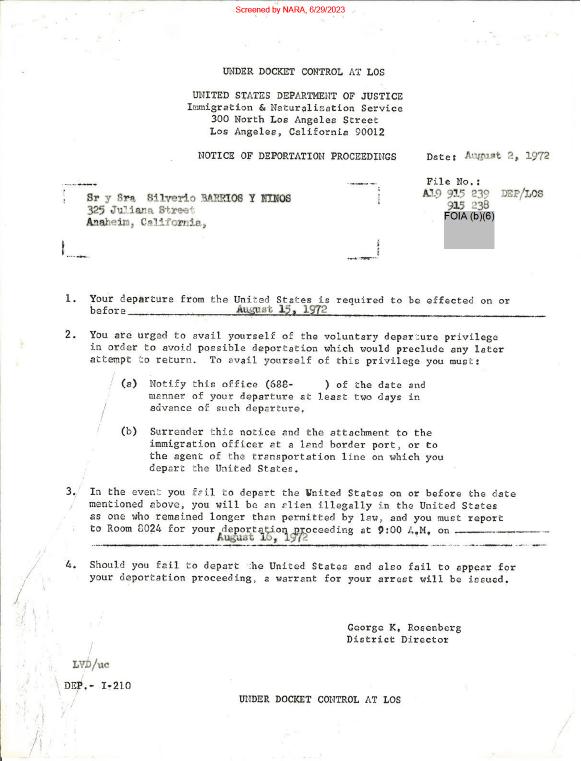 Screened by NARA, 6/29/2023
UNDER DOCKET CONTROL AT LOS
UNITED STATES DEPARTMENT OF JUSTICE
Immigration & Naturalization Service
300 North Los Angeles Street
Los Angeles, California 90012
NOTICE OF DEPORTATION PROCEEDINGS
Date: August 2, 1972
File No.:
A19 915 239 DEP/LOS
915 238
FOIA (b)(6)
Sr y Sra Silverio BARRIOS Y NINOS
325 Juliana Street
Anaheim, California,
1. Your departure from the United States is required to be effected on or
before August 15, 1972
2. You are urged to avail yourself of the voluntary departure privilege
in order to avoid possible deportation which would preclude any later
attempt to return. To avail yourself of this privilege you must:
(a) Notify this office (688- ) of the date and
manner of your departure at least two days in
advance of such departure.
(b) Surrender this notice and the attachment to the
immigration officer at a land border port, or to
the agent of the transportation line on which you
depart the United States.
3. In the event you fail to depart the United States on or before the date
mentioned above, you will be an alien illegally in the United States
as one who remained longer than permitted by law, and you must report
to Room 8024 for your deportation proceeding at 9:00 A.M. on
August 16, 1972
4. Should you fail to depart the United States and also fail to appear for
your deportation proceeding, a warrant for your arrest will be issued.
George K. Rosenberg
District Director
LVD/uc
DEP.- I-210
UNDER DOCKET CONTROL AT LOS